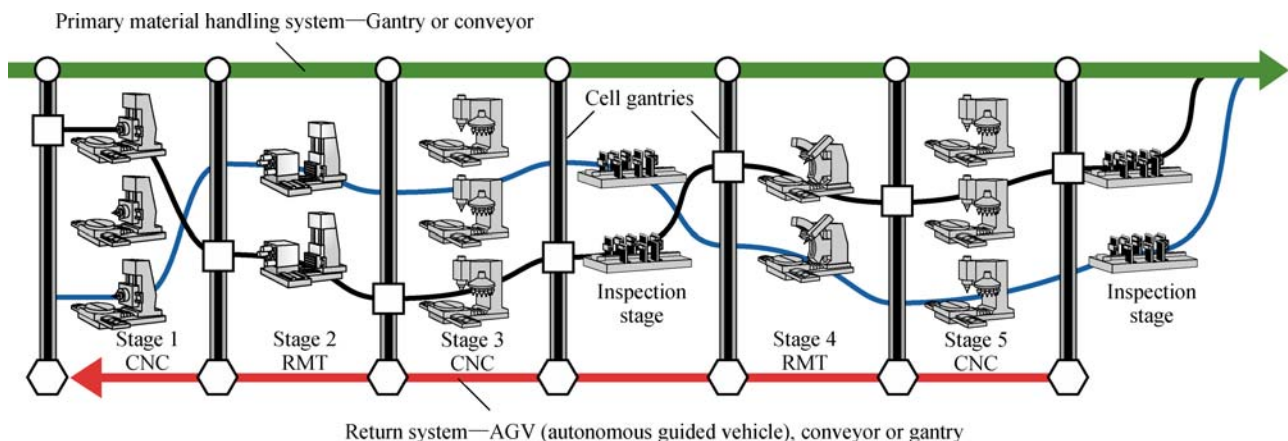 Primary material handling system—Gantry or conveyor
Cell gantries
Stage 1
CNC
Stage 2
RMT
Stage 3
CNC
Inspection
stage
Stage 4
RMT
Stage 5
CNC
Inspection
stage
Return system—AGV (autonomous guided vehicle), conveyor or gantry